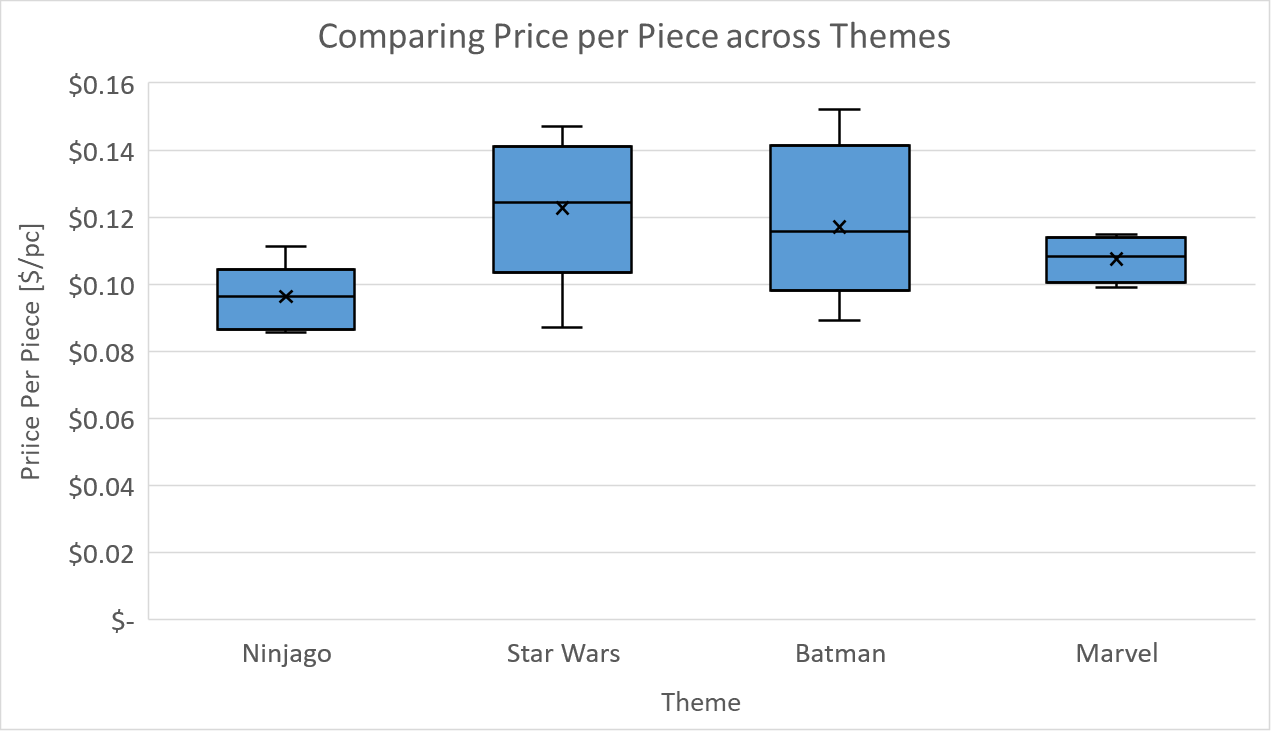 Comparing Price per Piece across Themes
$0.16
$0.14
$0.12
$0.10
$0.08
$0.06
$0.04
$0.02
$-
Priice Per Piece [$/pc]
Ninjago Star Wars Batman Marvel
Theme